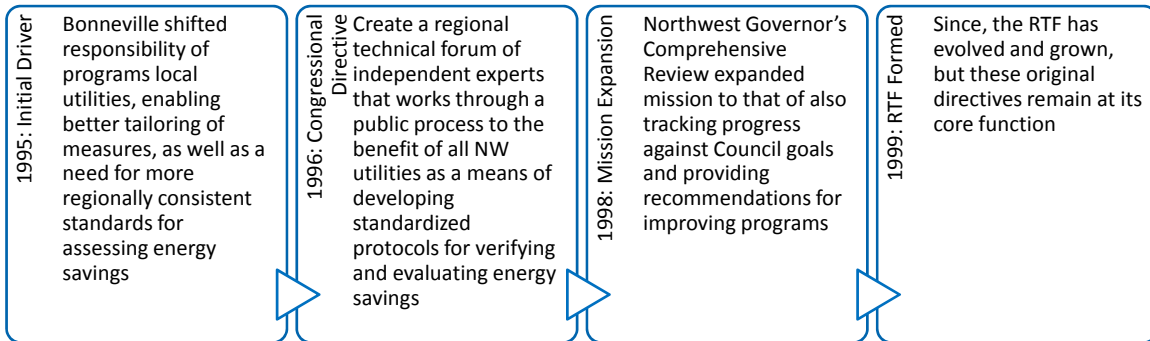 1995: Initial Driver
Bonneville shifted
responsibility of
programs local
utilities, enabling
better tailoring of
measures, as well as a
need for more
regionally consistent
standards for
assessing energy
savings
1996: Congressional
Directive
Create a regional
technical forum of
independent experts
that works through a
public process to the
benefit of all NW
utilities as a means of
developing
standardized
protocols for verifying
and evaluating energy
savings
1998: Mission Expansion
Northwest Governor's
Comprehensive
Review expanded
mission to that of also
tracking progress
against Council goals
and providing
recommendations for
improving programs
1999: RTF Formed
Since, the RTF has
evolved and grown,
but these original
directives remain at its
core function